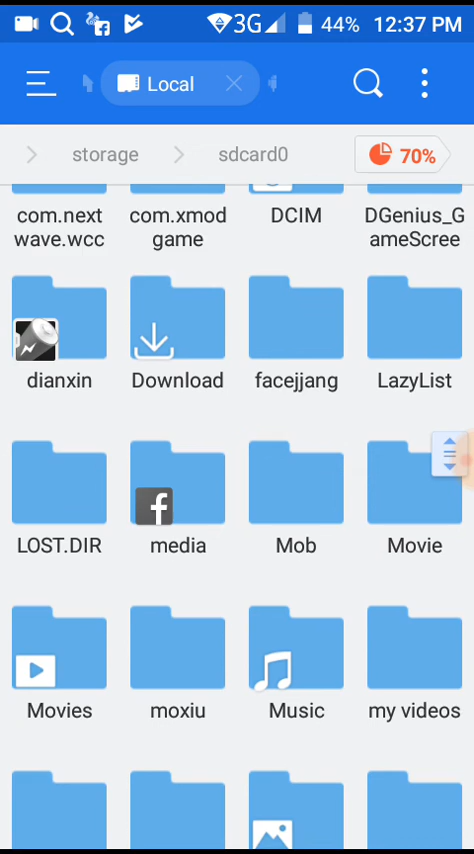 3G 44% 12:37 PM
Local
storage sdcard0 70%
com.next
wave.wcc
com.xmod
game
DCIM
DGenius_G
ameScree
dianxin
Download
facejjang
LazyList
LOST.DIR
media
Mob
Movie
Movies
moxiu
Music
my videos